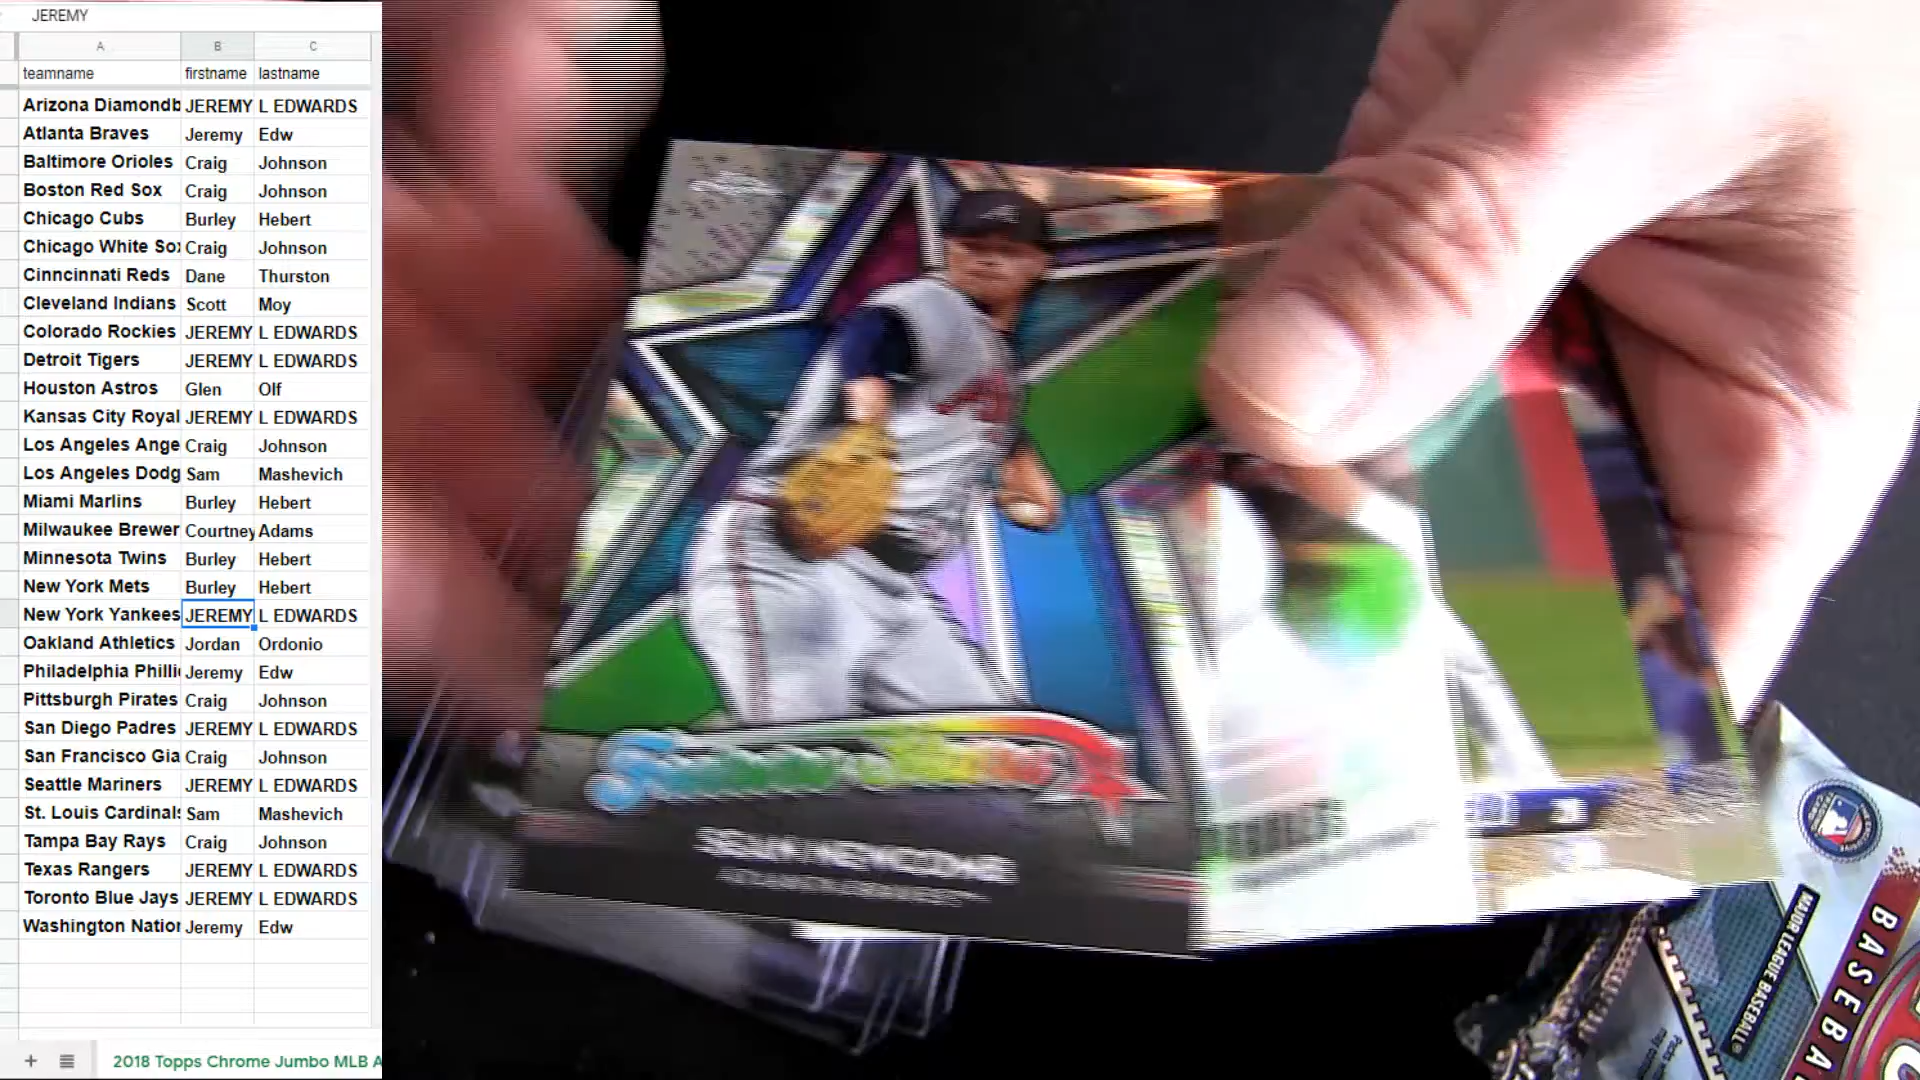 JEREMY
A B C
teamname firstname lastname
Arizona Diamondb JEREMY L EDWARDS
Atlanta Braves Jeremy Edw
Baltimore Orioles Craig Johnson
Boston Red Sox Craig Johnson
Chicago Cubs Burley Hebert
Chicago White Sox Craig Johnson
Cinncinnati Reds Dane Thurston
Cleveland Indians Scott Moy
Colorado Rockies JEREMY L EDWARDS
Detroit Tigers JEREMY L EDWARDS
Houston Astros Glen Olf
Kansas City Royal JEREMY L EDWARDS
Los Angeles Ange Craig Johnson
Los Angeles Dodg Sam Mashevich
Miami Marlins Burley Hebert
Milwaukee Brewer Courtney Adams
Minnesota Twins Burley Hebert
New York Mets Burley Hebert
New York Yankees JEREMY L EDWARDS
Oakland Athletics Jordan Ordonio
Philadelphia Philli Jeremy Edw
Pittsburgh Pirates Craig Johnson
San Diego Padres JEREMY L EDWARDS
San Francisco Gia Craig Johnson
Seattle Mariners JEREMY L EDWARDS
St. Louis Cardinals Sam Mashevich
Tampa Bay Rays Craig Johnson
Texas Rangers JEREMY L EDWARDS
Toronto Blue Jays JEREMY L EDWARDS
Washington Nation Jeremy Edw
+ 2018 Topps Chrome Jumbo MLB A
SEAN NEWCOMB
MAJOR LEAGUE BASEBALL
BASEBA